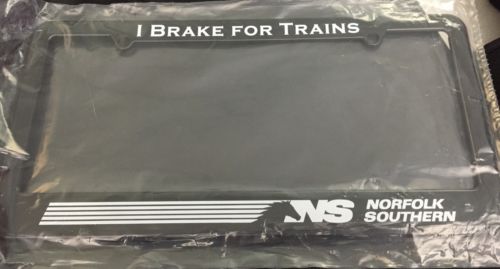 I BRAKE FOR TRAINS
NS NORFOLK
SOUTHERN